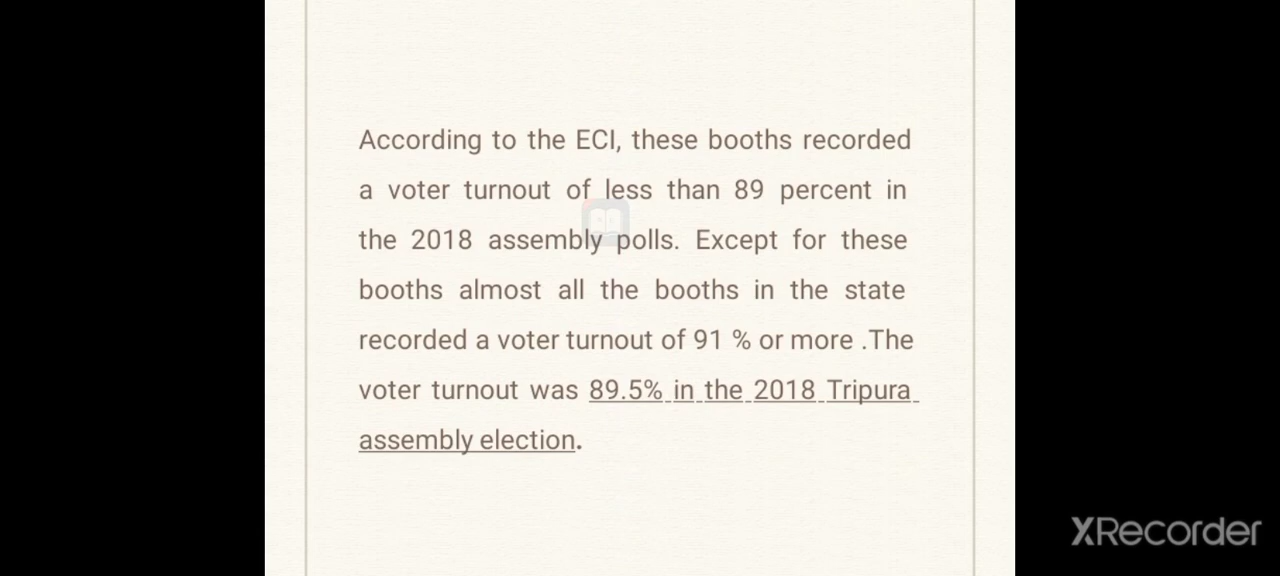 According to the ECI, these booths recorded
a voter turnout of less than 89 percent in
the 2018 assembly polls. Except for these
booths almost all the booths in the state
recorded a voter turnout of 91 % or more .The
voter turnout was 89.5% in the 2018 Tripura
assembly election.
XRecorder